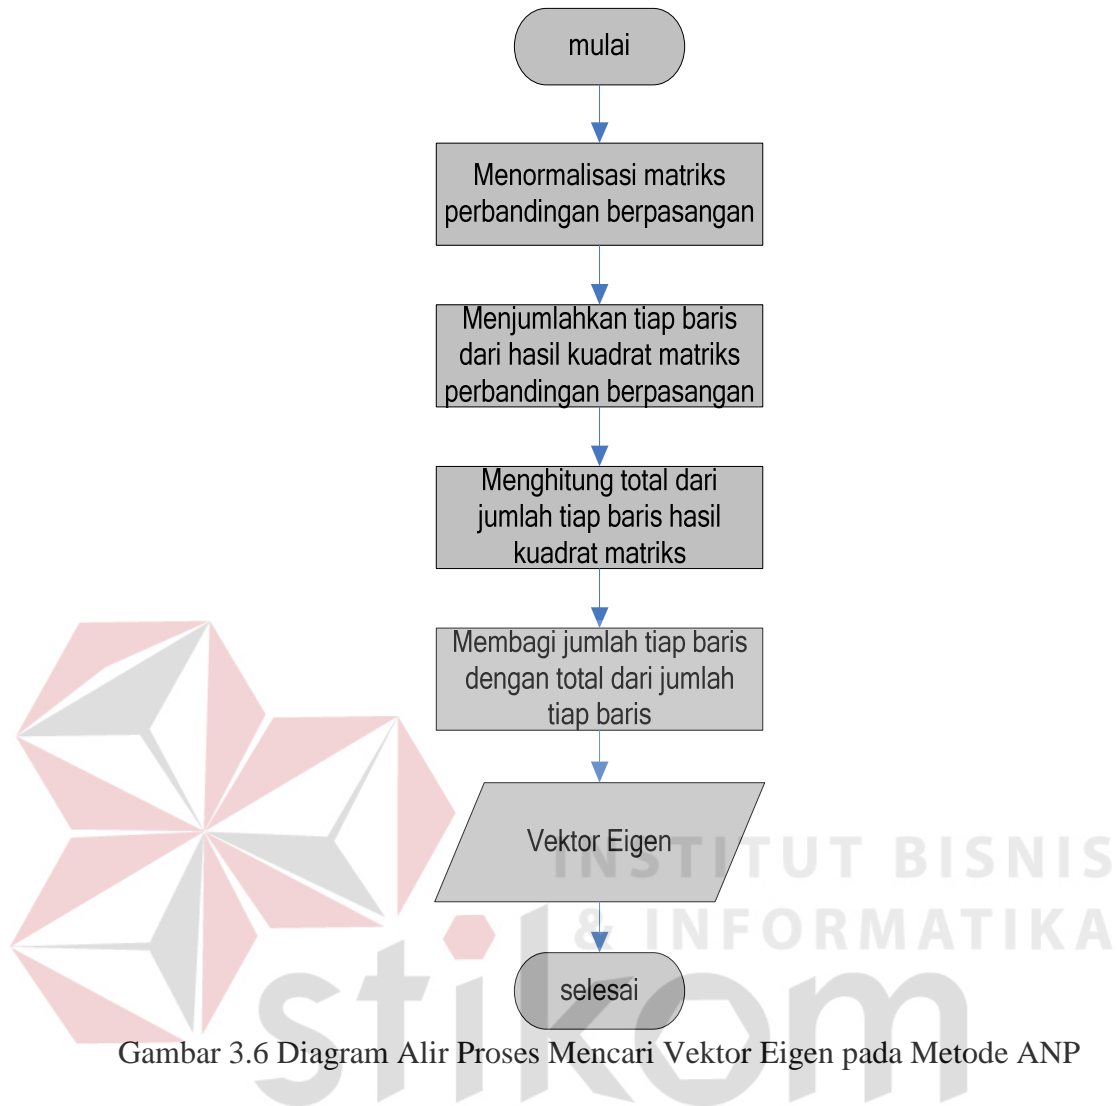 mulai
Menormalisasi matriks
perbandingan berpasangan
Menjumlahkan tiap baris
dari hasil kuadrat matriks
perbandingan berpasangan
Menghitung total dari
jumlah tiap baris hasil
kuadrat matriks
Membagi jumlah tiap baris
dengan total dari jumlah
tiap baris
Vektor Eigen
INSTITUT BISNIS
& INFORMATIKA
stikom
selesai
Gambar 3.6 Diagram Alir Proses Mencari Vektor Eigen pada Metode ANP